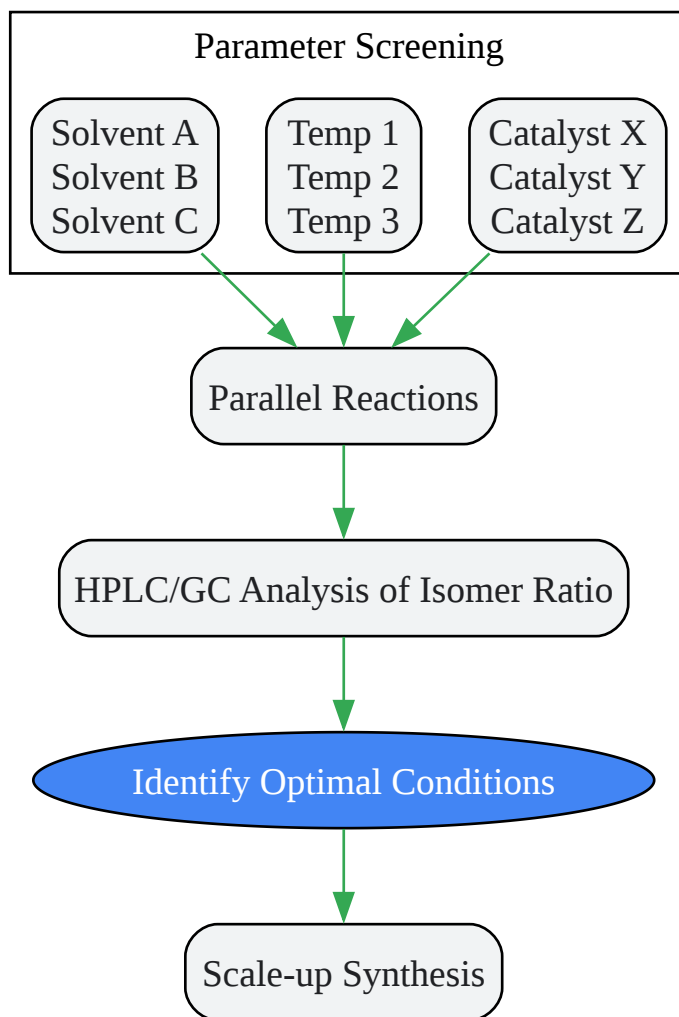 Parameter Screening
Solvent A
Solvent B
Solvent C
Temp 1
Temp 2
Temp 3
Catalyst X
Catalyst Y
Catalyst Z
Parallel Reactions
HPLC/GC Analysis of Isomer Ratio
Identify Optimal Conditions
Scale-up Synthesis